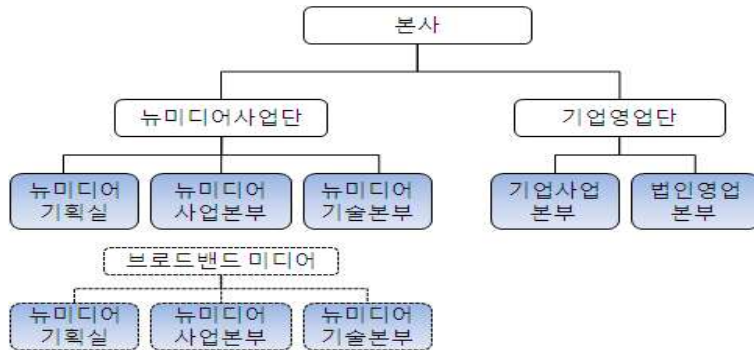 본사
뉴미디어사업단
기업영업단
뉴미디어
기획실
뉴미디어
사업본부
뉴미디어
기술본부
기업사업
본부
법인영업
본부
브로드밴드 미디어
뉴미디어
기획실
뉴미디어
사업본부
뉴미디어
기술본부